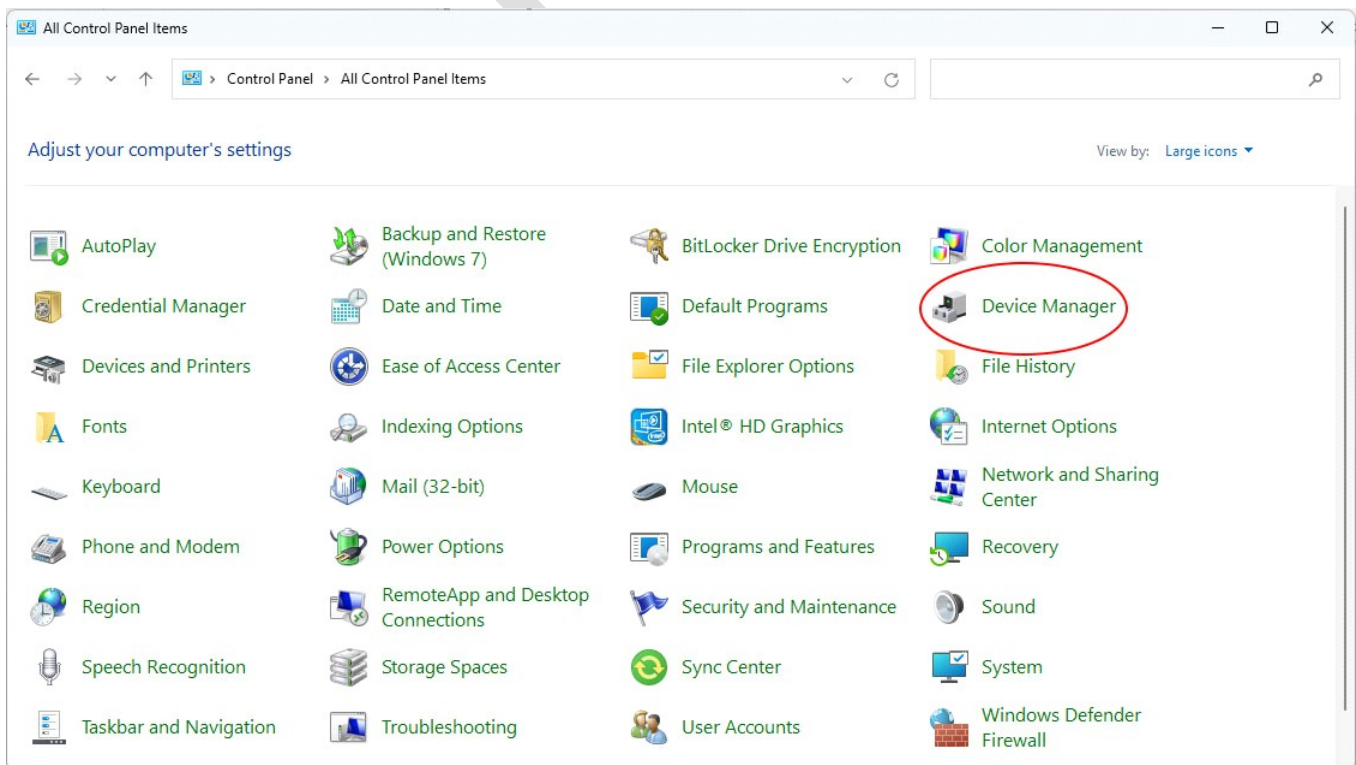 All Control Panel Items
Control Panel > All Control Panel Items
Adjust your computer's settings
View by: Large icons
AutoPlay
Backup and Restore
(Windows 7)
BitLocker Drive Encryption
Color Management
Credential Manager
Date and Time
Default Programs
Device Manager
Devices and Printers
Ease of Access Center
File Explorer Options
File History
Fonts
Indexing Options
Intel® HD Graphics
Internet Options
Keyboard
Mail (32-bit)
Mouse
Network and Sharing
Center
Phone and Modem
Power Options
Programs and Features
Recovery
Region
RemoteApp and Desktop
Connections
Security and Maintenance
Sound
Speech Recognition
Storage Spaces
Sync Center
System
Taskbar and Navigation
Troubleshooting
User Accounts
Windows Defender
Firewall